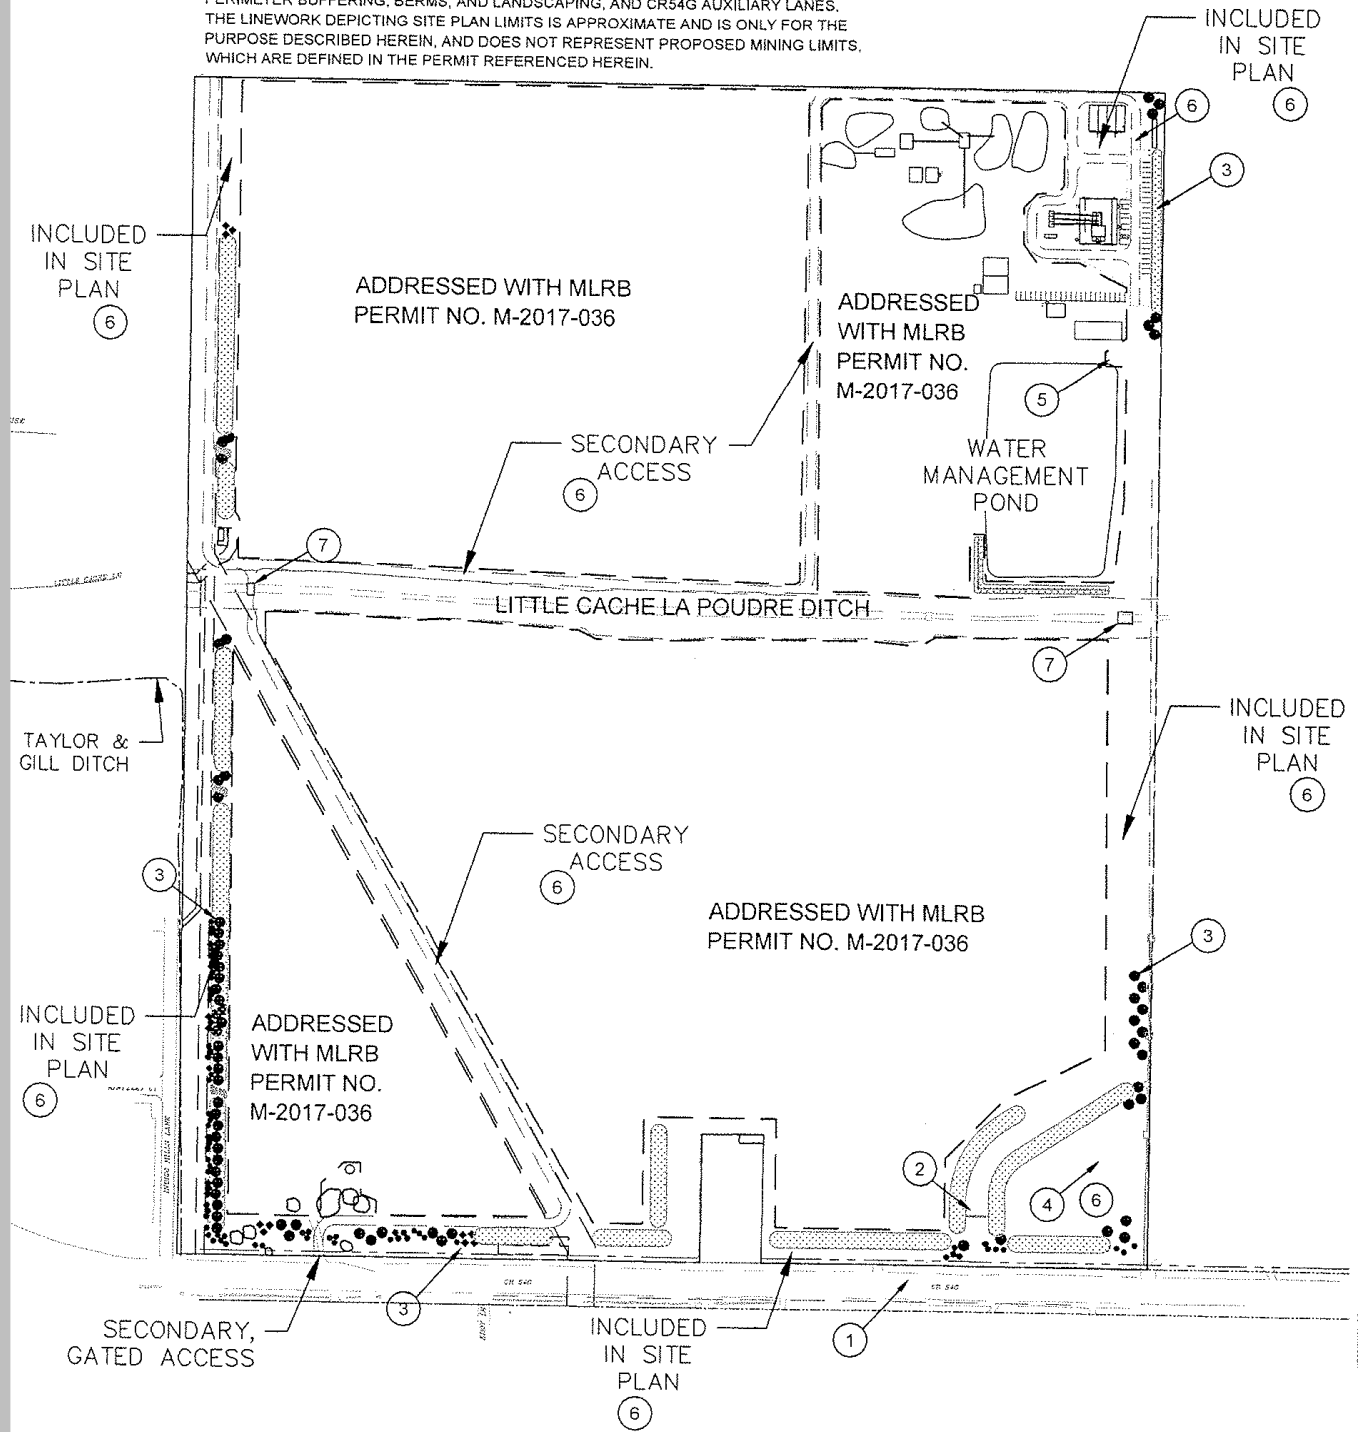 PERIMETER BUFFERING, BERMS, AND LANDSCAPING, AND CR54G AUXILIARY LANES.
THE LINEWORK DEPICTING SITE PLAN LIMITS IS APPROXIMATE AND IS ONLY FOR THE
PURPOSE DESCRIBED HEREIN, AND DOES NOT REPRESENT PROPOSED MINING LIMITS,
WHICH ARE DEFINED IN THE PERMIT REFERENCED HEREIN.
INCLUDED
IN SITE
PLAN
6
6
3
INCLUDED
IN SITE
PLAN
6
ADDRESSED WITH MLRB
PERMIT NO. M-2017-036
ADDRESSED
WITH MLRB
PERMIT NO.
M-2017-036
5
SECONDARY
ACCESS
6
WATER
MANAGEMENT
POND
7
LITTLE CACHE LA POUDRE DITCH
7
TAYLOR &
GILL DITCH
INCLUDED
IN SITE
PLAN
6
SECONDARY
ACCESS
6
3
ADDRESSED WITH MLRB
PERMIT NO. M-2017-036
3
INCLUDED
IN SITE
PLAN
6
ADDRESSED
WITH MLRB
PERMIT NO.
M-2017-036
2
4
6
CR 54G
CR 54G
3
1
SECONDARY,
GATED ACCESS
INCLUDED
IN SITE
PLAN
6